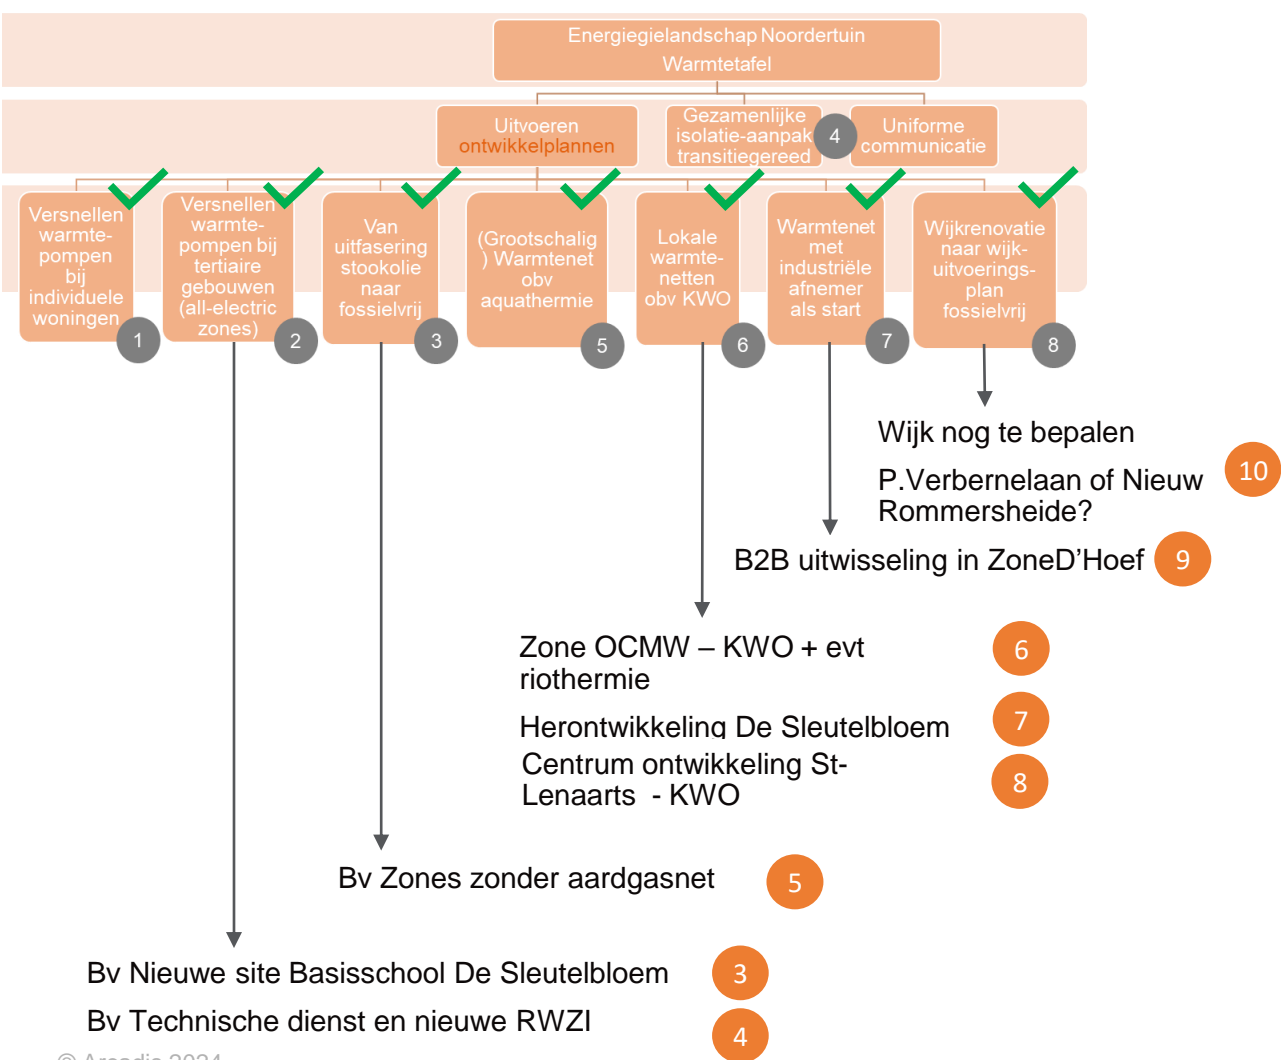 Energiegielandschap Noordertuin
Warmtetafel
Uitvoeren
ontwikkelplannen
Gezamenlijke
isolatie-aanpak
transitiegereed
4
Uniforme
communicatie
Versnellen
warmte-
pompen
bij
individuele
woningen
1
Versnellen
warmte-
pompen bij
tertiaire
gebouwen
(all-electric
zones)
2
Van
uitfasering
stookolie
naar
fossielvrij
3
(Grootschalig
) Warmtenet
obv
aquathermie
5
Lokale
warmte-
netten
obv KWO
6
Warmtenet
met
industriële
afnemer
als start
7
Wijkrenovatie
naar wijk-
uitvoerings-
plan
fossielvrij
8
Wijk nog te bepalen
P.Verbernelaan of Nieuw
Rommersheide?
10
B2B uitwisseling in ZoneD'Hoef
9
Zone OCMW – KWO + evt
riothermie
6
Herontwikkeling De Sleutelbloem
7
Centrum ontwikkeling St-
Lenaarts - KWO
8
Bv Zones zonder aardgasnet
5
Bv Nieuwe site Basisschool De Sleutelbloem
3
Bv Technische dienst en nieuwe RWZI
4
© Arcadis 2024